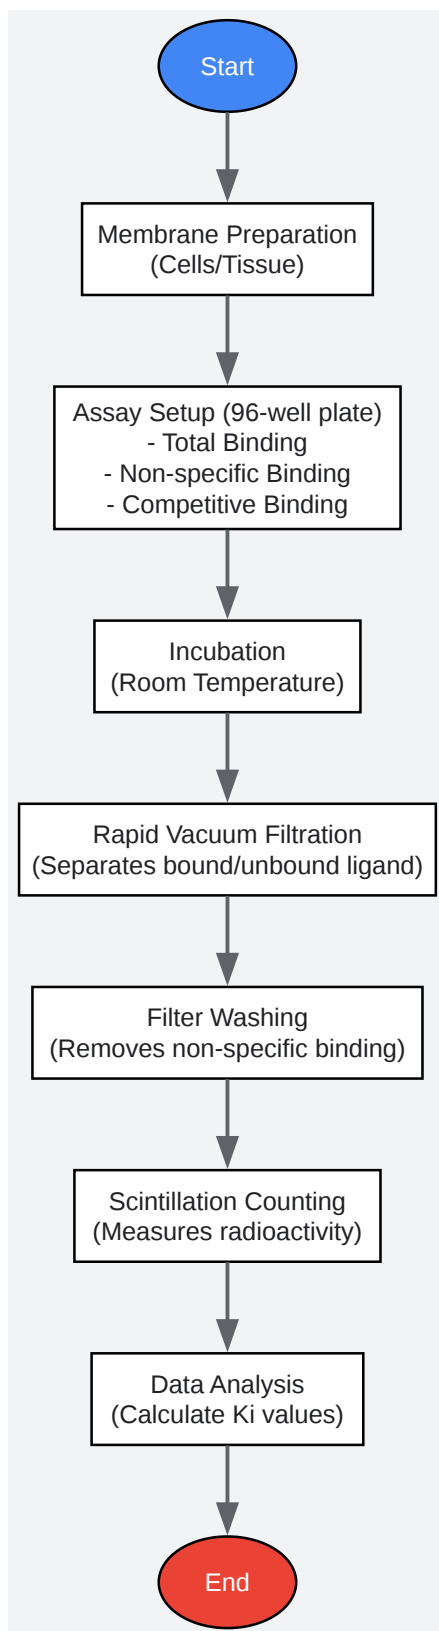 Start
Membrane Preparation
(Cells/Tissue)
Assay Setup (96-well plate)
- Total Binding
- Non-specific Binding
- Competitive Binding
Incubation
(Room Temperature)
Rapid Vacuum Filtration
(Separates bound/unbound ligand)
Filter Washing
(Removes non-specific binding)
Scintillation Counting
(Measures radioactivity)
Data Analysis
(Calculate Ki values)
End